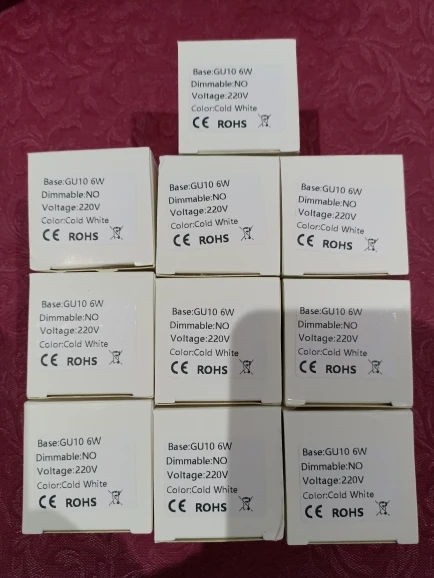 Base:GU10 6W
Dimmable:NO
Voltage:220V
Color:Cold White
CE ROHS
Base:GU10 6W
Dimmable:NO
Voltage:220V
Color:Cold White
CE ROHS
Base:GU10 6W
Dimmable:NO
Voltage:220V
Color:Cold White
CE ROHS
Base:GU10 6W
Dimmable:NO
Voltage:220V
Color:Cold White
CE ROHS
Base:GU10 6W
Dimmable:NO
Voltage:220V
Color:Cold White
CE ROHS
Base:GU10 6W
Dimmable:NO
Voltage:220V
Color:Cold White
CE ROHS
Base:GU10 6W
Dimmable:NO
Voltage:220V
Color:Cold White
CE ROHS
Base:GU10 6W
Dimmable:NO
Voltage:220V
Color:Cold White
CE ROHS
Base:GU10 6W
Dimmable:NO
Voltage:220V
Color:Cold White
CE ROHS
Base:GU10 6W
Dimmable:NO
Voltage:220V
Color:Cold White
CE ROHS